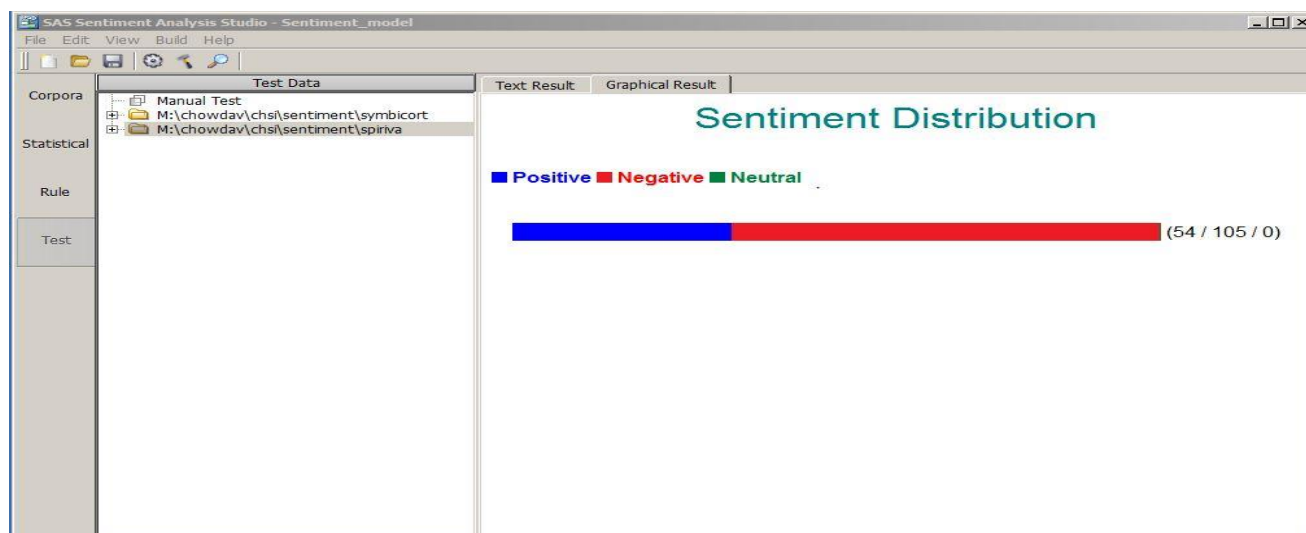 SAS Sentiment Analysis Studio - Sentiment_model
File Edit View Build Help
Corpora
Statistical
Rule
Test
Test Data
Manual Test
M:\chowdav\chsi\sentiment\symbicort
M:\chowdav\chsi\sentiment\spiriva
Text Result Graphical Result
Sentiment Distribution
Positive Negative Neutral
(54 / 105 / 0)